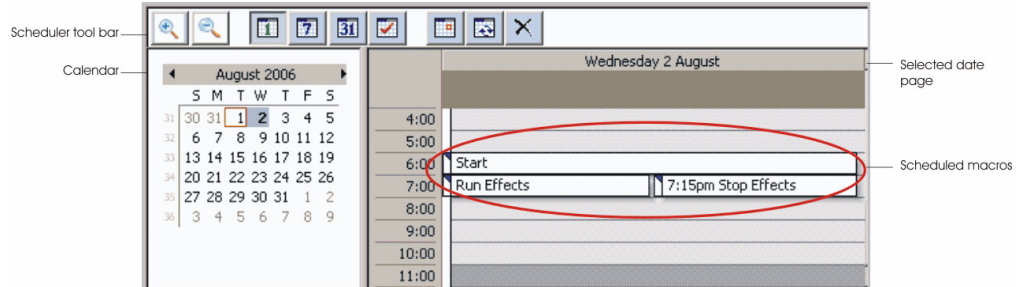 Scheduler tool bar
1 7 31
Calendar
August 2006
S M T W T F S
31 30 31 1 2 3 4 5
32 6 7 8 9 10 11 12
33 13 14 15 16 17 18 19
34 20 21 22 23 24 25 26
35 27 28 29 30 31 1 2
36 3 4 5 6 7 8 9
Wednesday 2 August
Selected date
page
4:00
5:00
6:00 Start
Scheduled macros
7:00 Run Effects 7:15pm Stop Effects
8:00
9:00
10:00
11:00